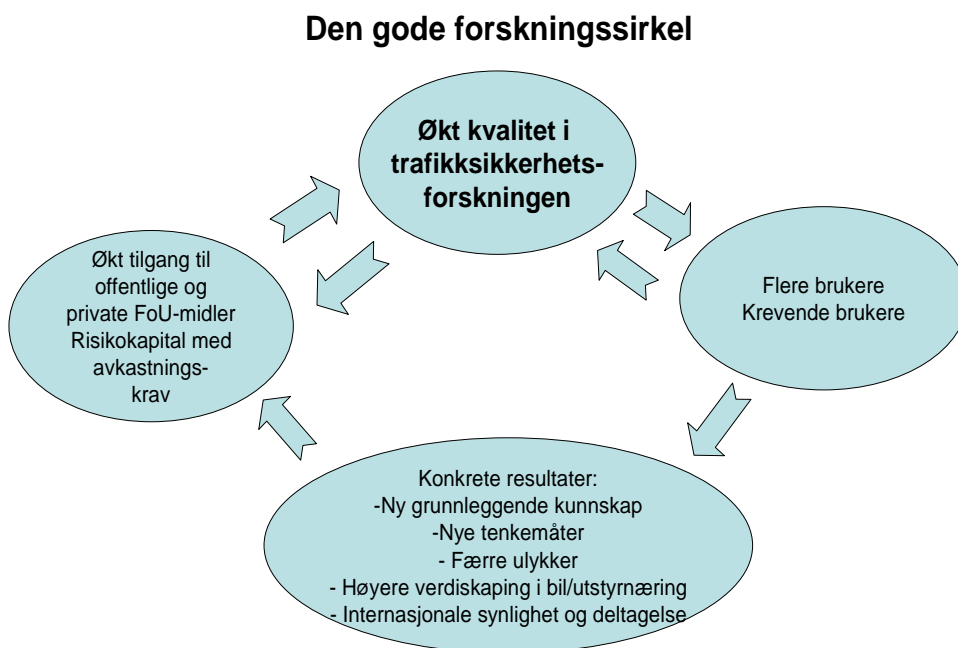 Den gode forskningssirkel
Økt kvalitet i
trafikksikkerhets-
forskningen
Økt tilgang til
offentlige og
private FoU-midler
Risikokapital med
avkastnings-
krav
Flere brukere
Krevende brukere
Konkrete resultater:
-Ny grunnleggende kunnskap
-Nye tenkemåter
- Færre ulykker
- Høyere verdiskaping i bil/utstyrnæring
- Internasjonale synlighet og deltagelse